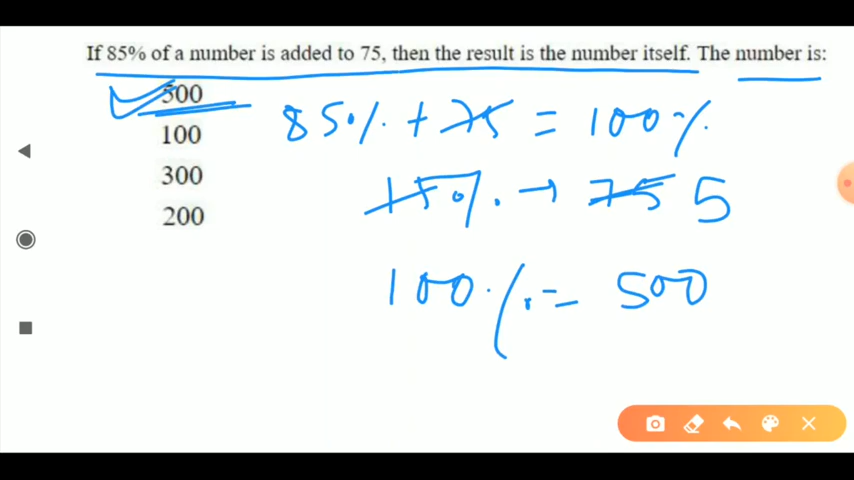 If 85% of a number is added to 75, then the result is the number itself. The number is:
500
100
300
200
85% + 75 = 100%
15% → 75 5
100% = 500